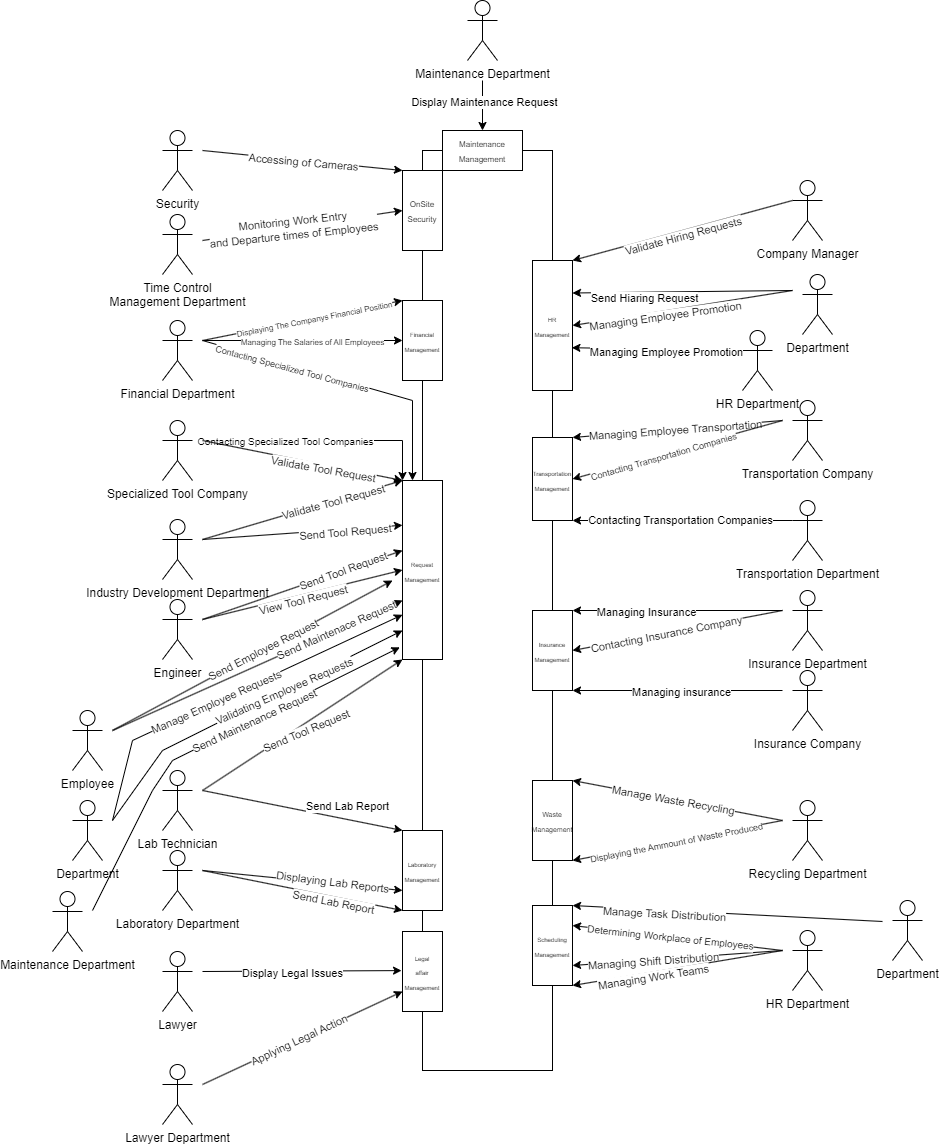 Maintenance Department
Display Maintenance Request
Maintenance
Management
Accessing of Cameras
Security
OnSite
Security
Monitoring Work Entry
and Departure times of Employees
Time Control
Management Department
Validate Hiring Requests
Company Manager
Displaying The Companys Financial Position
Managing The Salaries of All Employees
Contacting Specialized Tool Companies
Financial
Management
Financial Department
Send Hiaring Request
Managing Employee Promotion
Department
HR
Management
Managing Employee Promotion
HR Department
Contacting Specialized Tool Companies
Validate Tool Request
Specialized Tool Company
Managing Employee Transportation
Contacting Transportation Companies
Transportation Company
Transportation
Management
Validate Tool Request
Send Tool Request
Industry Development Department
Contacting Transportation Companies
Transportation Department
Send Tool Request
View Tool Request
Engineer
Request
Management
Send Employee Request
Send Maintenace Request
Employee
Manage Employee Requests
Validating Employee Requests
Department
Send Maintenance Request
Maintenance Department
Managing Insurance
Contacting Insurance Company
Insurance Department
Insurance
Management
Managing insurance
Insurance Company
Send Tool Request
Send Lab Report
Lab Technician
Manage Waste Recycling
Waste
Management
Displaying the Ammount of Waste Produced
Recycling Department
Displaying Lab Reports
Send Lab Report
Laboratory Department
Laboratory
Management
Manage Task Distribution
Department
Determining Workplace of Employees
Managing Shift Distribution
Managing Work Teams
HR Department
Scheduling
Management
Display Legal Issues
Lawyer
Legal
affair
Management
Applying Legal Action
Lawyer Department